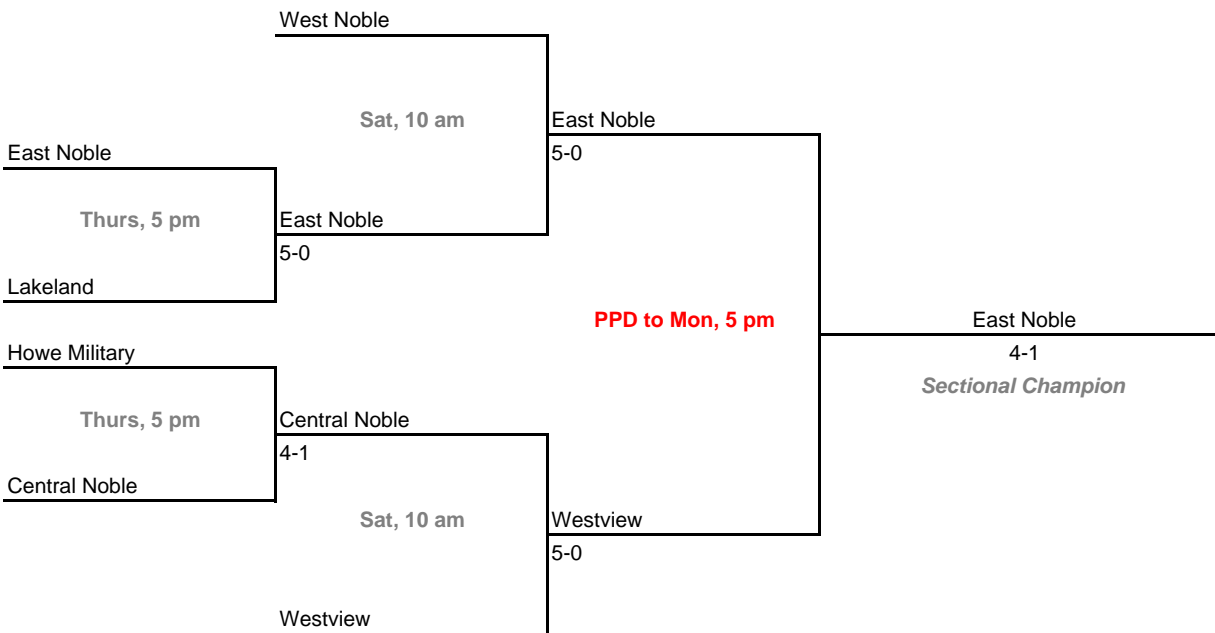 West Noble
Sat, 10 am
East Noble
East Noble
5-0
Thurs, 5 pm
East Noble
5-0
Lakeland
PPD to Mon, 5 pm
East Noble
Howe Military
4-1
Sectional Champion
Thurs, 5 pm
Central Noble
4-1
Central Noble
Sat, 10 am
Westview
5-0
Westview